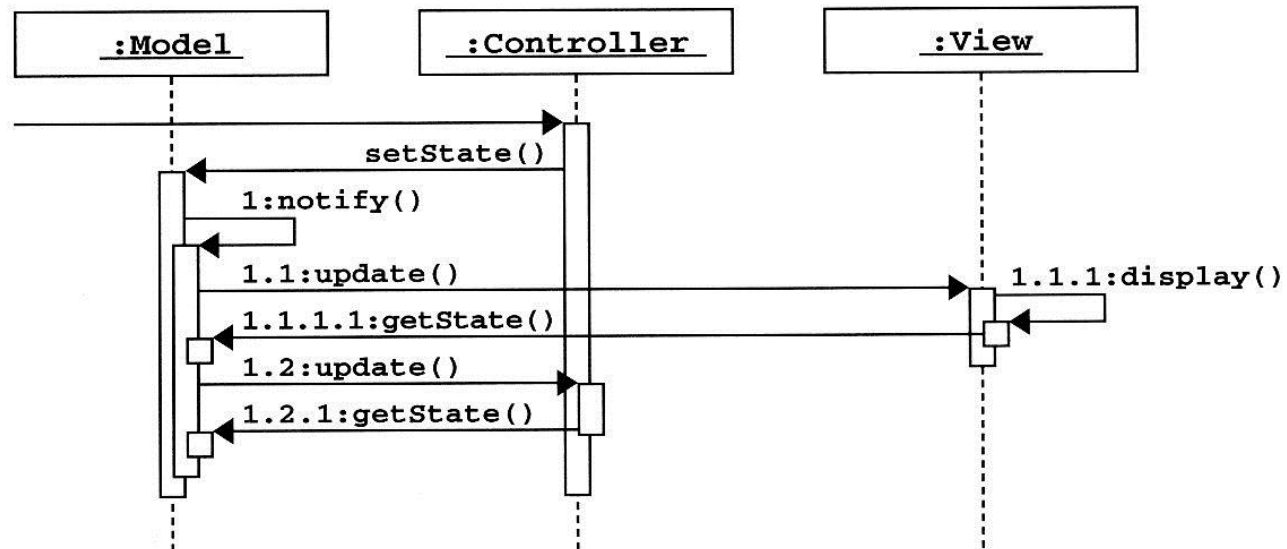 :Model
:Controller
:View
setState()
1:notify()
1.1:update()
1.1.1:display()
1.1.1.1:getState()
1.2:update()
1.2.1:getState()